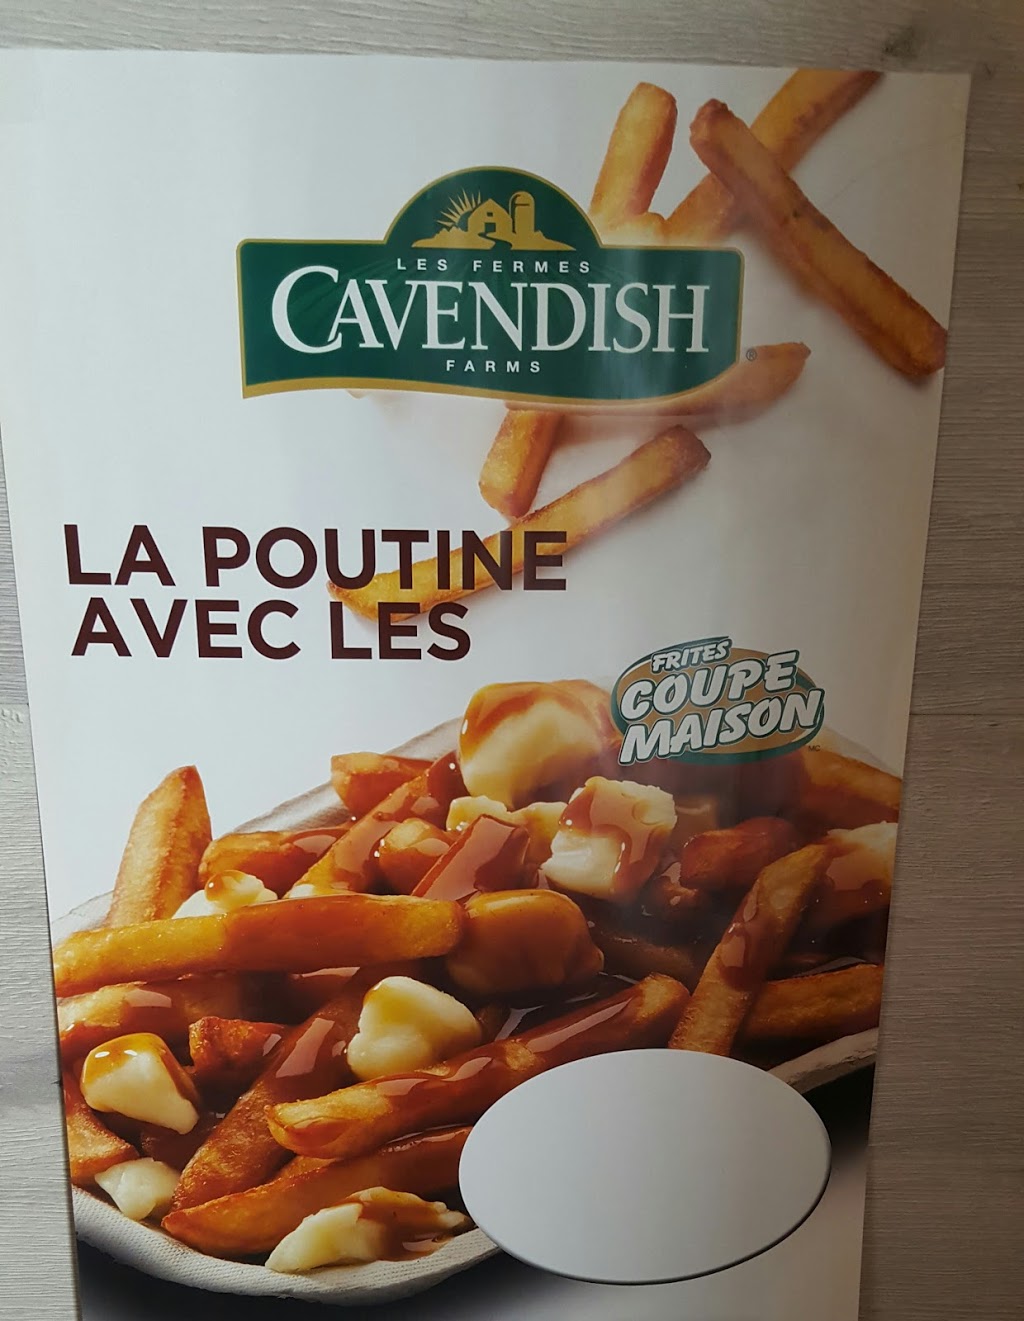 LES FERMES
CAVENDISH
FARMS
®
LA POUTINE
AVEC LES
FRITES
COUPE
MAISON
MC